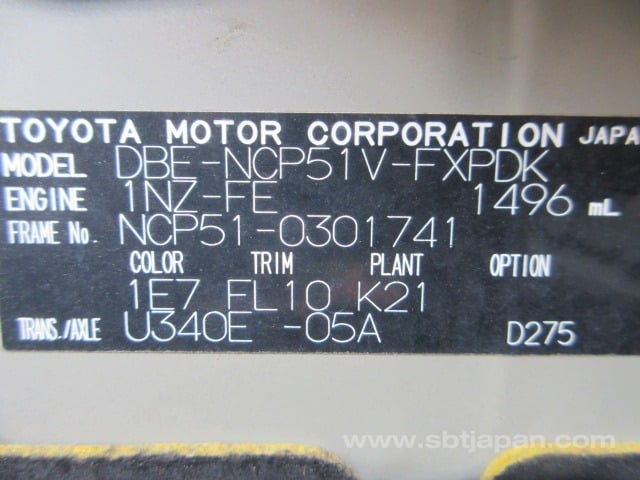 TOYOTA MOTOR CORPORATION JAPA
MODEL DBE-NCP51V-FXPDK
ENGINE 1NZ-FE 1496 mL
FRAME No. NCP51-0301741
COLOR TRIM PLANT OPTION
1E7 FL10 K21
TRANS./AXLE U340E -05A D275
www.sbtjapan.com